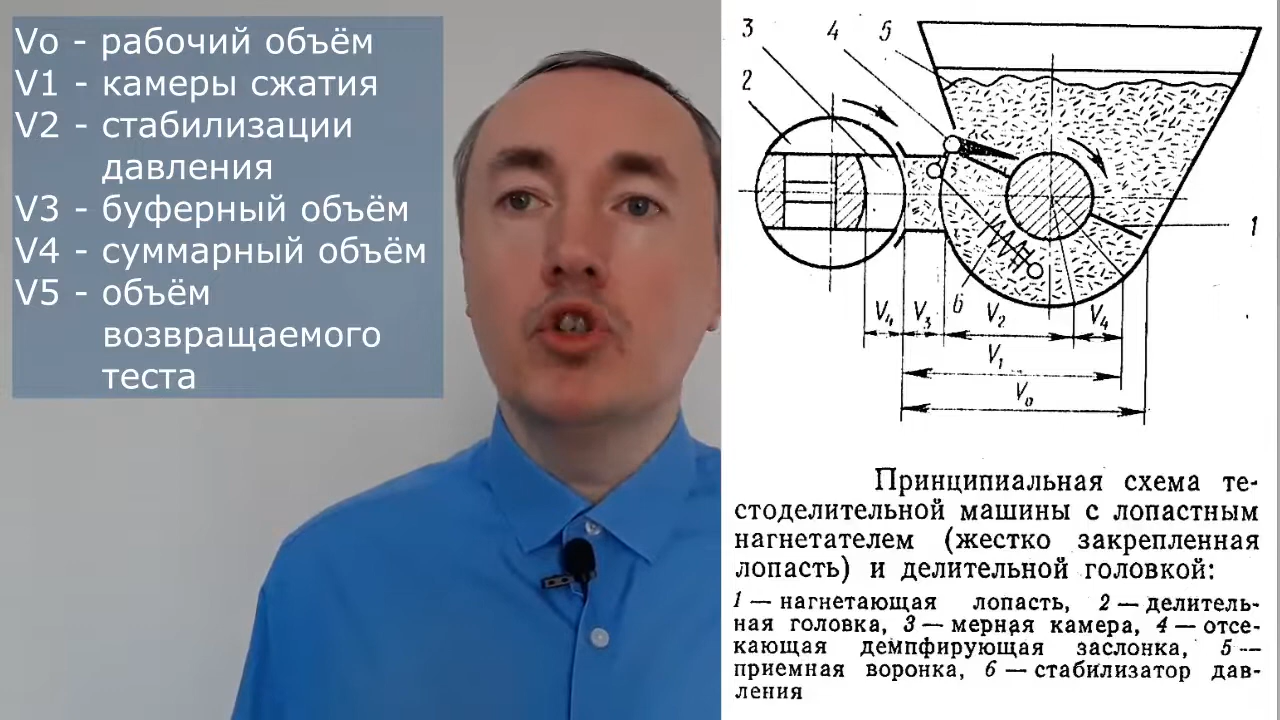 Vo - рабочий объём
V1 - камеры сжатия
V2 - стабилизации
давления
V3 - буферный объём
V4 - суммарный объём
V5 - объём
возвращаемого
теста
3
4
5
2
1
6
V₄
V₃
V₂
V₄
V₁
V₀
Принципиальная схема те-
стоделительной машины с лопастным
нагнетателем (жестко закрепленная
лопасть) и делительной головкой:
1 — нагнетающая лопасть, 2 — делитель-
ная головка, 3 — мерная камера, 4 — отсе-
кающая демпфирующая заслонка, 5 —
приемная воронка, 6 — стабилизатор дав-
ления